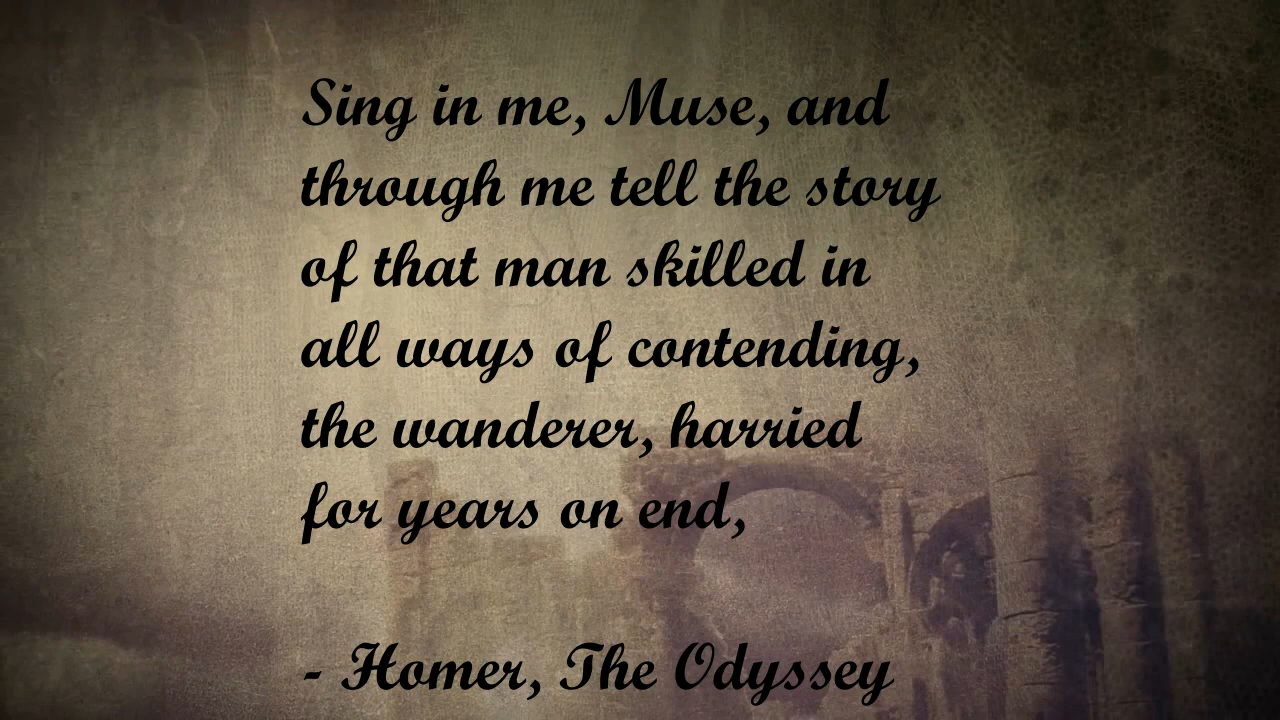 Sing in me, Muse, and
through me tell the story
of that man skilled in
all ways of contending,
the wanderer, harried
for years on end,
- Homer, The Odyssey